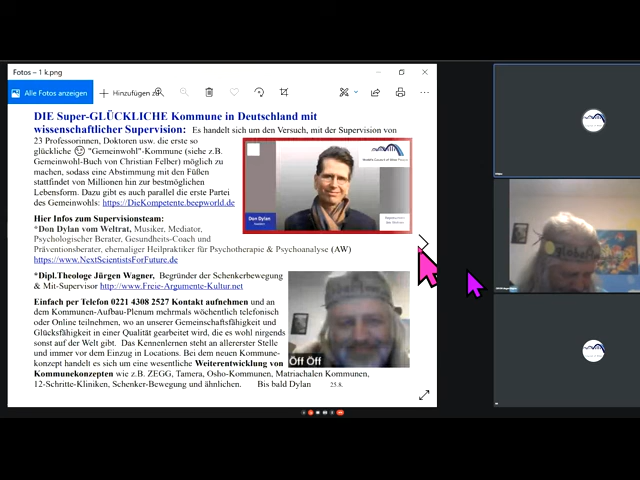 Fotos – 1 k.png
Alle Fotos anzeigen
Hinzufügen zu
DIE Super-GLÜCKLICHE Kommune in Deutschland mit
wissenschaftlicher Supervision: Es handelt sich um den Versuch, mit der Supervision von
23 Professorinnen, Doktoren usw. die erste so
glückliche "Gemeinwohl"-Kommune (siehe z.B.
Gemeinwohl-Buch von Christian Felber) möglich zu
machen, sodass eine Abstimmung mit den Füßen
stattfindet von Millionen hin zur bestmöglichen
Lebensform. Dazu gibt es auch parallel die erste Partei
des Gemeinwohls: https://DieKompetente.beepworld.de
Don Dylan
Hier Infos zum Supervisionsteam:
*Don Dylan vom Weltrat, Musiker, Mediator,
Psychologischer Berater, Gesundheits-Coach und
Präventionsberater, ehemaliger Heilpraktiker für Psychotherapie & Psychoanalyse (AW)
https://www.NextScientistsForFuture.de
*Dipl.Theologe Jürgen Wagner, Begründer der Schenkerbewegung
& Mit-Supervisor http://www.Freie-Argumente-Kultur.net
Einfach per Telefon 0221 4308 2527 Kontakt aufnehmen und an
dem Kommunen-Aufbau-Plenum mehrmals wöchentlich telefonisch
oder Online teilnehmen, wo an unserer Gemeinschaftsfähigkeit und
Glücksfähigkeit in einer Qualität gearbeitet wird, die es wohl nirgends
sonst auf der Welt gibt. Das Kennenlernen steht an allererster Stelle
und immer vor dem Einzug in Locations. Bei dem neuen Kommune-
konzept handelt es sich um eine wesentliche Weiterentwicklung von
Kommunekonzepten wie z.B. ZEGG, Tamera, Osho-Kommunen, Matriachalen Kommunen,
12-Schritte-Kliniken, Schenker-Bewegung und ähnlichen. Bis bald Dylan 25.8.
Öff Öff